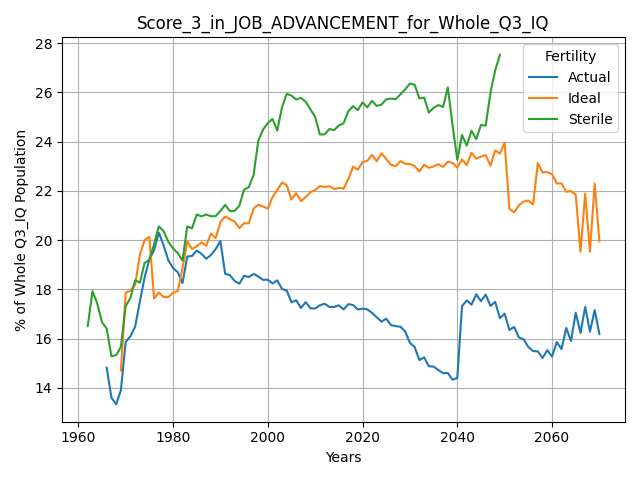 Score_3_in_JOB_ADVANCEMENT_for_Whole_Q3_IQ
% of Whole Q3_IQ Population
28
26
24
22
20
18
16
14
Fertility
Actual
Ideal
Sterile
1960
1980
2000
2020
2040
2060
Years